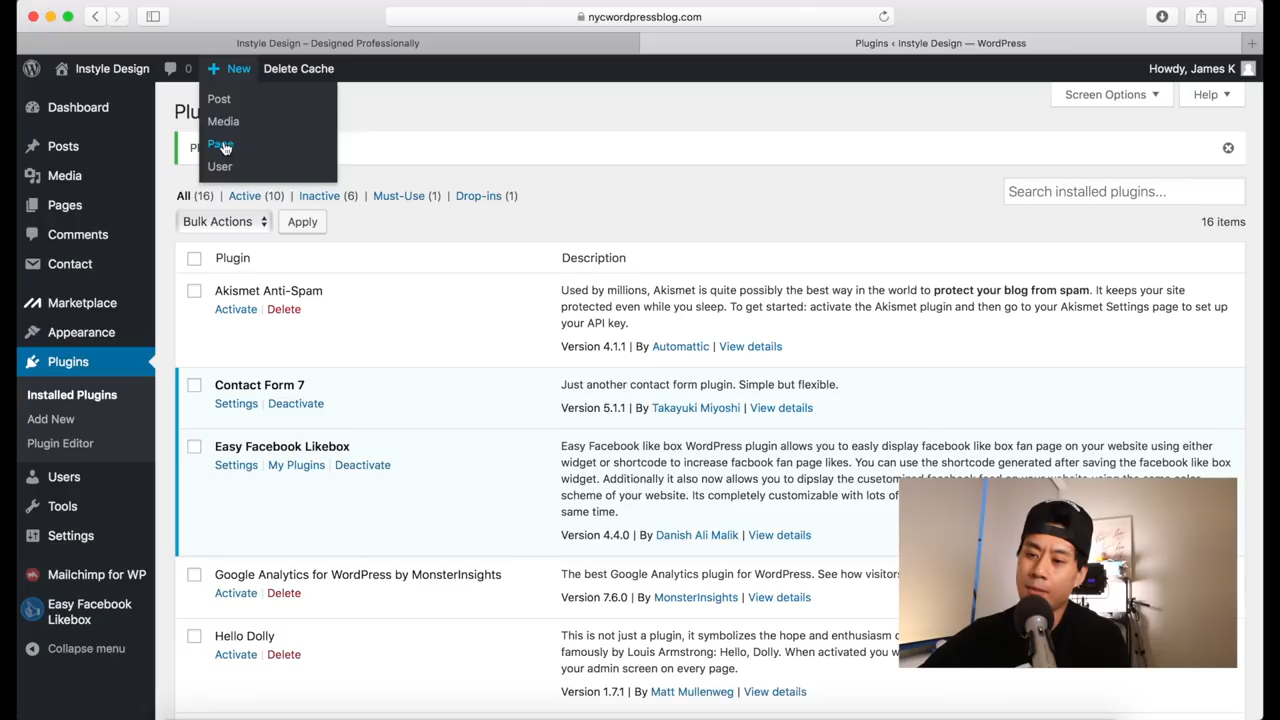 nycwordpressblog.com
Instyle Design – Designed Professionally
Plugins ‹ Instyle Design — WordPress
Instyle Design
0
New
Delete Cache
Howdy, James K
Post
Media
Page
User
Screen Options
Help
Dashboard
Posts
Media
Pages
Comments
Contact
Marketplace
Appearance
Plugins
Installed Plugins
Add New
Plugin Editor
Users
Tools
Settings
Mailchimp for WP
Easy Facebook
Likebox
Collapse menu
All (16) | Active (10) | Inactive (6) | Must-Use (1) | Drop-ins (1)
Search installed plugins...
Bulk Actions
Apply
16 items
Plugin
Description
Akismet Anti-Spam
Activate | Delete
Used by millions, Akismet is quite possibly the best way in the world to protect your blog from spam. It keeps your site
protected even while you sleep. To get started: activate the Akismet plugin and then go to your Akismet Settings page to set up
your API key.
Version 4.1.1 | By Automattic | View details
Contact Form 7
Settings | Deactivate
Just another contact form plugin. Simple but flexible.
Version 5.1.1 | By Takayuki Miyoshi | View details
Easy Facebook Likebox
Settings | My Plugins | Deactivate
Easy Facebook like box WordPress plugin allows you to easly display facebook like box fan page on your website using either
widget or shortcode to increase facbook fan page likes. You can use the shortcode generated after saving the facebook like box
widget. Additionally it also now allows you to dipslay the cusetomized facebook feed on your website using the same color
scheme of your website. Its completely customizable with lots of
same time.
Version 4.4.0 | By Danish Ali Malik | View details
Google Analytics for WordPress by MonsterInsights
Activate | Delete
The best Google Analytics plugin for WordPress. See how visitors
Version 7.6.0 | By MonsterInsights | View details
Hello Dolly
Activate | Delete
This is not just a plugin, it symbolizes the hope and enthusiasm
famously by Louis Armstrong: Hello, Dolly. When activated you
your admin screen on every page.
Version 1.7.1 | By Matt Mullenweg | View details